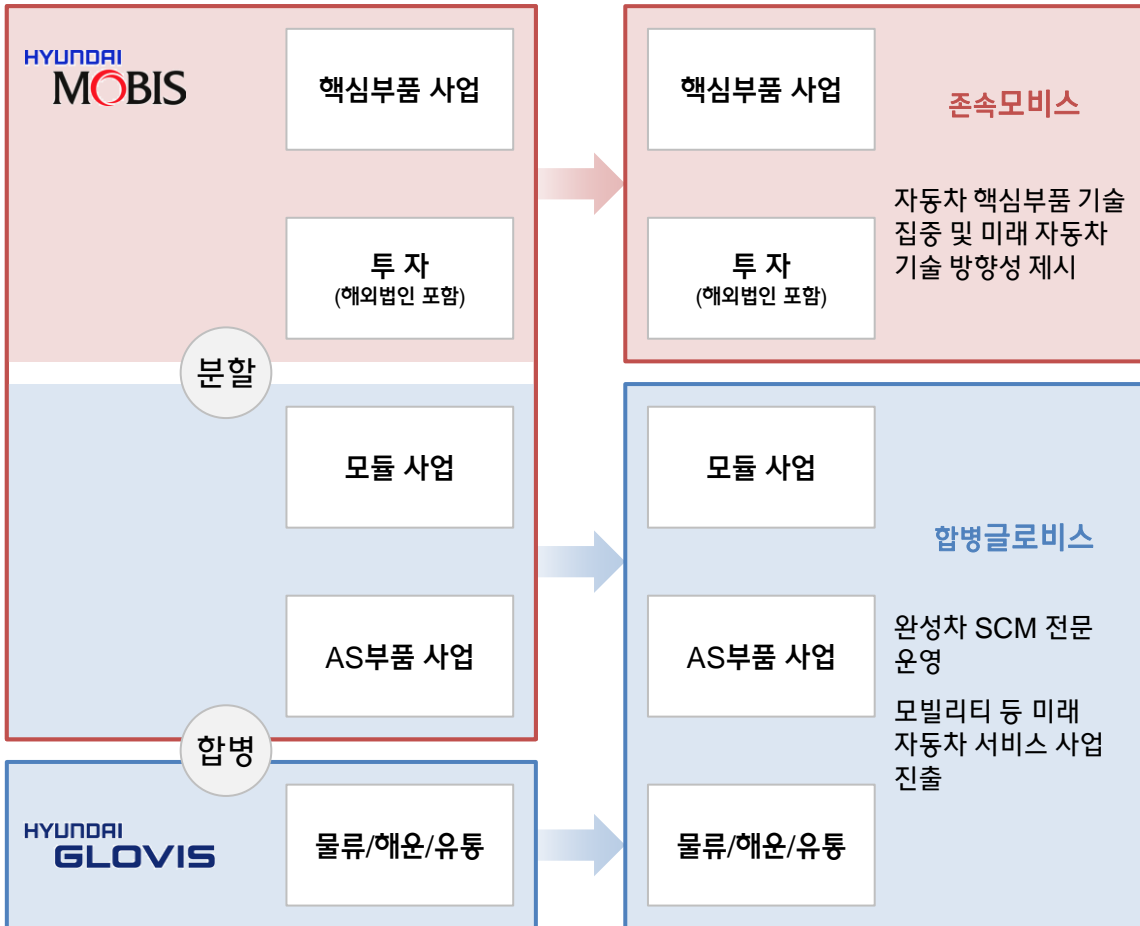 HYUNDAI
MOBIS
핵심부품 사업
투 자
(해외법인 포함)
분할
모듈 사업
AS부품 사업
합병
HYUNDAI
GLOVIS
물류/해운/유통
핵심부품 사업
투 자
(해외법인 포함)
존속모비스
자동차 핵심부품 기술
집중 및 미래 자동차
기술 방향성 제시
모듈 사업
AS부품 사업
물류/해운/유통
합병글로비스
완성차 SCM 전문
운영
모빌리티 등 미래
자동차 서비스 사업
진출